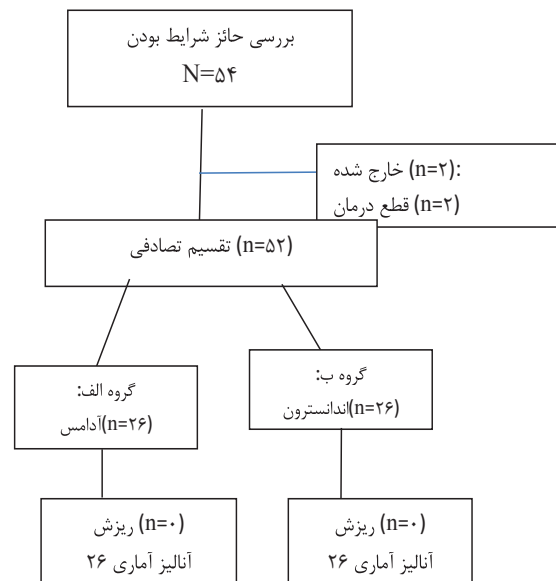 بررسی حائز شرایط بودن
N=۵۴
خارج شده (n=۲):
قطع درمان (n=۲)
تقسیم تصادفی (n=۵۲)
گروه الف:
آدامس(n=۲۶)
گروه ب:
اندانسترون(n=۲۶)
ریزش (n=۰)
آنالیز آماری ۲۶
ریزش (n=۰)
آنالیز آماری ۲۶